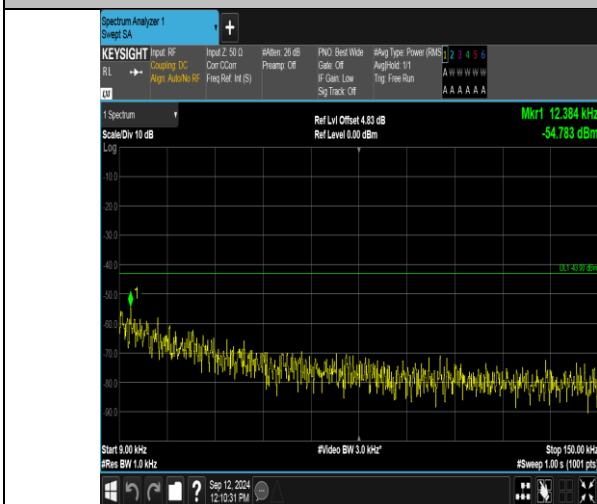 Spectrum Analyzer 1
Swept SA
+
KEYSIGHT Input: RF Input Z: 50 Ω #Atten: 26 dB PNO: Best Wide #Avg Type: Power (RMS 1 2 3 4 5 6
RL Coupling: DC Corr CCorr Preamp: Off Gate: Off Avg|Hold: 1/1 A W W W W W
Align: Auto/No RF Freq Ref: Int (S) IF Gain: Low Trig: Free Run
Sig Track: Off A A A A A A
1 Spectrum Ref Lvl Offset 4.83 dB Mkr1 12.384 kHz
Scale/Div 10 dB Ref Level 0.00 dBm -54.783 dBm
Log
-10.0
-20.0
-30.0
-40.0
DL1 -43.00 dBm
-50.0
1
-60.0
-70.0
-80.0
-90.0
Start 9.00 kHz #Video BW 3.0 kHz* Stop 150.00 kHz
#Res BW 1.0 kHz #Sweep 1.00 s (1001 pts)
? Sep 12, 2024
12:10:31 PM